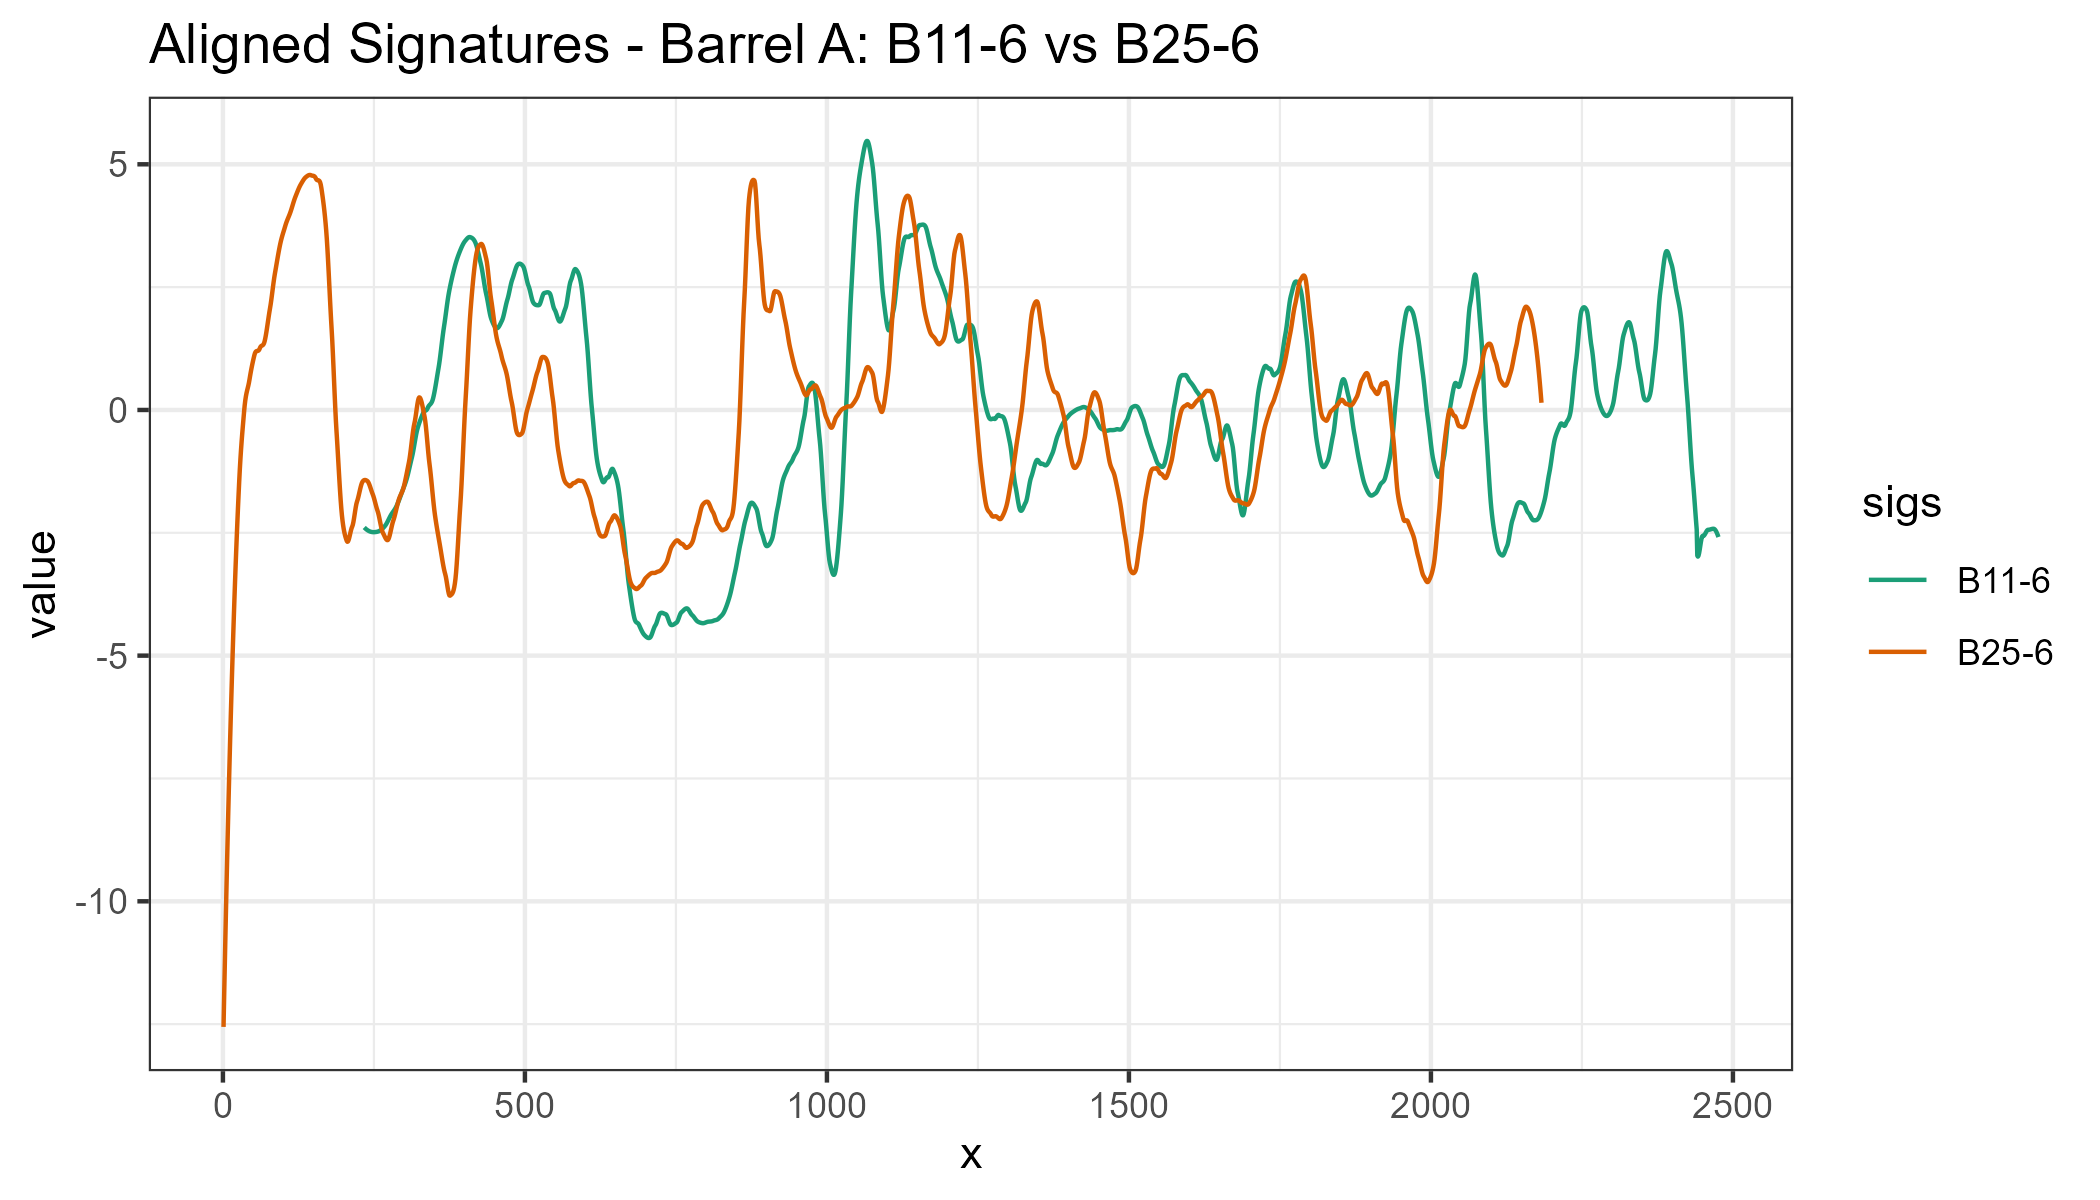 Aligned Signatures - Barrel A: B11-6 vs B25-6
5
0
-5
-10
value
0 500 1000 1500 2000 2500
x
sigs
B11-6
B25-6